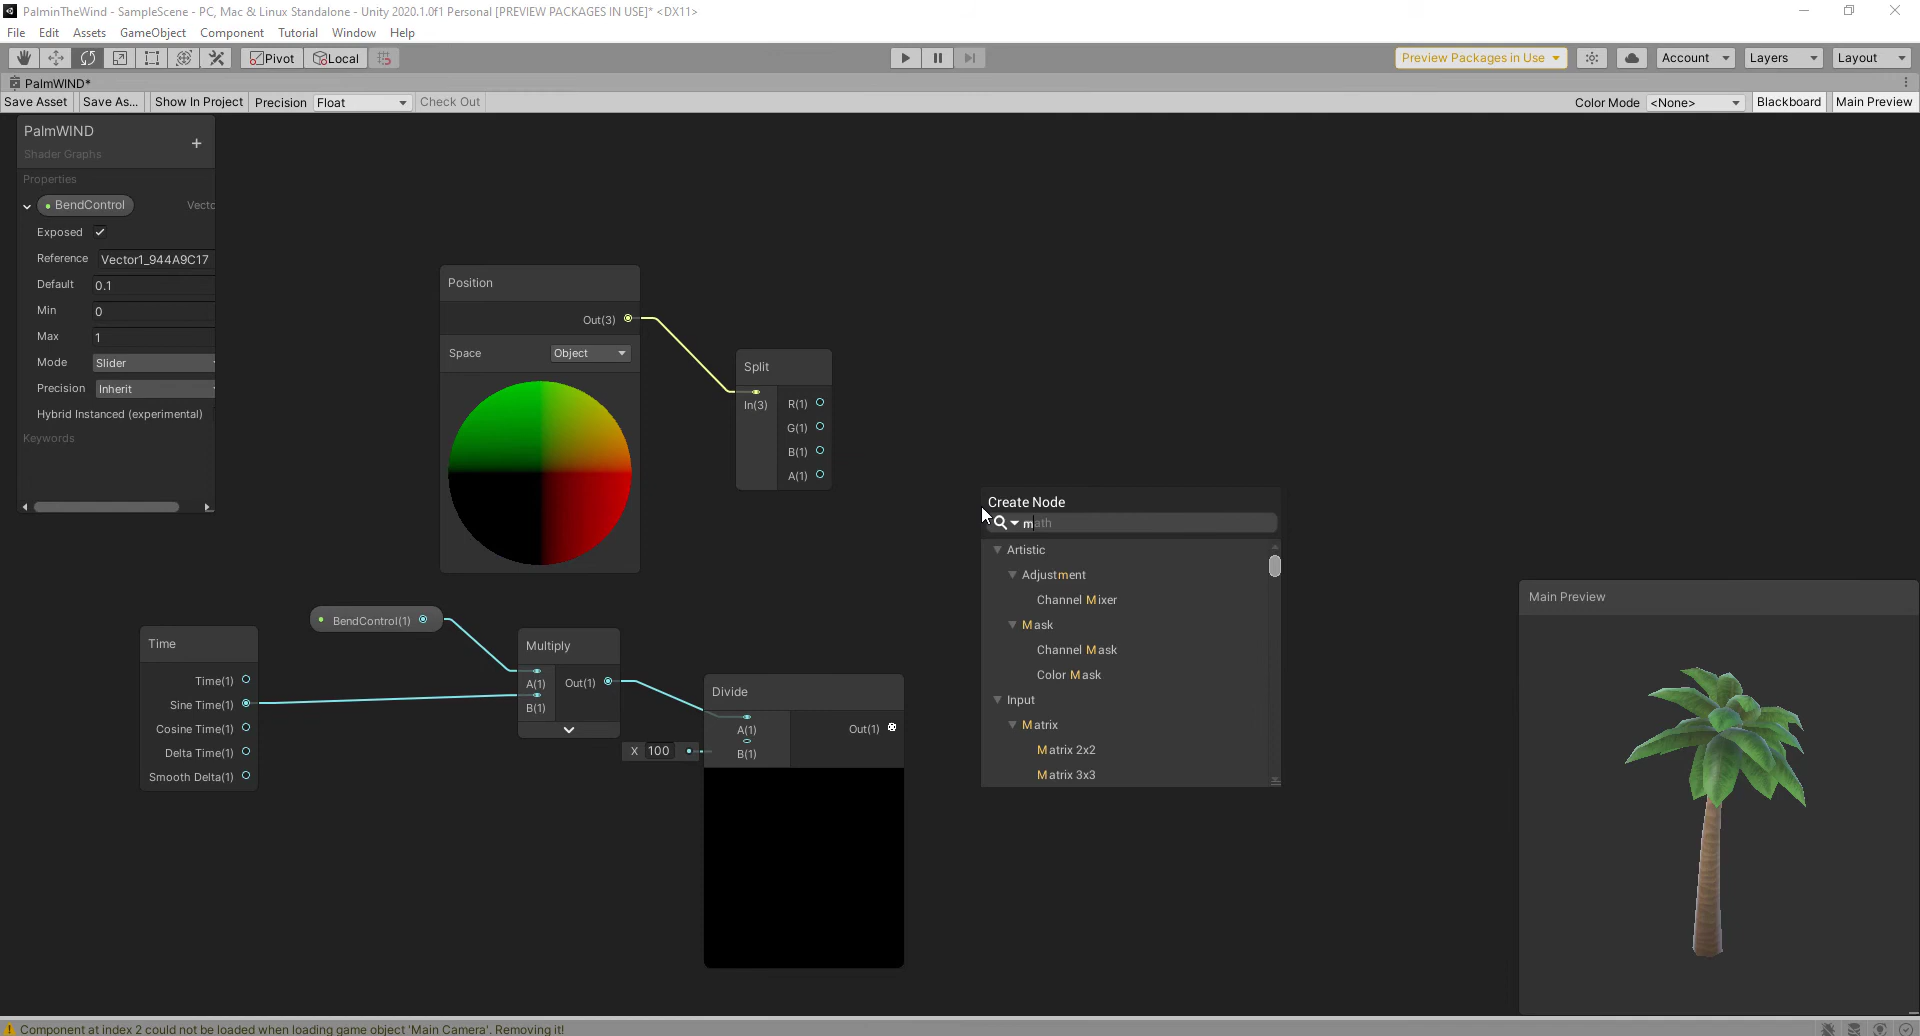 PalminTheWind - SampleScene - PC, Mac & Linux Standalone - Unity 2020.1.0f1 Personal [PREVIEW PACKAGES IN USE]* <DX11>
File Edit Assets GameObject Component Tutorial Window Help
Pivot Local Preview Packages in Use Account Layers Layout
PalmWIND*
Save Asset Save As... Show In Project Precision Float Check Out Color Mode <None> Blackboard Main Preview
PalmWIND
Shader Graphs
Properties
BendControl Vecto
Exposed
Reference Vector1_944A9C17
Default 0.1
Min 0
Max 1
Mode Slider
Precision Inherit
Hybrid Instanced (experimental)
Keywords
Position
Out(3)
Space Object
Split
In(3) R(1)
G(1)
B(1)
A(1)
Create Node
math
Artistic
Adjustment
Channel Mixer
Mask
Channel Mask
Color Mask
Input
Matrix
Matrix 2x2
Matrix 3x3
BendControl(1)
Time
Time(1)
Sine Time(1)
Cosine Time(1)
Delta Time(1)
Smooth Delta(1)
Multiply
A(1) Out(1)
B(1)
X 100
Divide
A(1) Out(1)
B(1)
Main Preview
Component at index 2 could not be loaded when loading game object 'Main Camera'. Removing it!